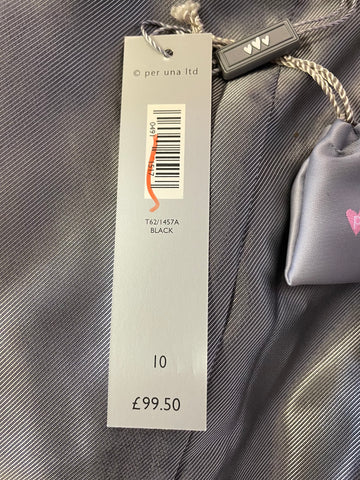 © per una ltd
T62/1457A
BLACK
10
£99.50